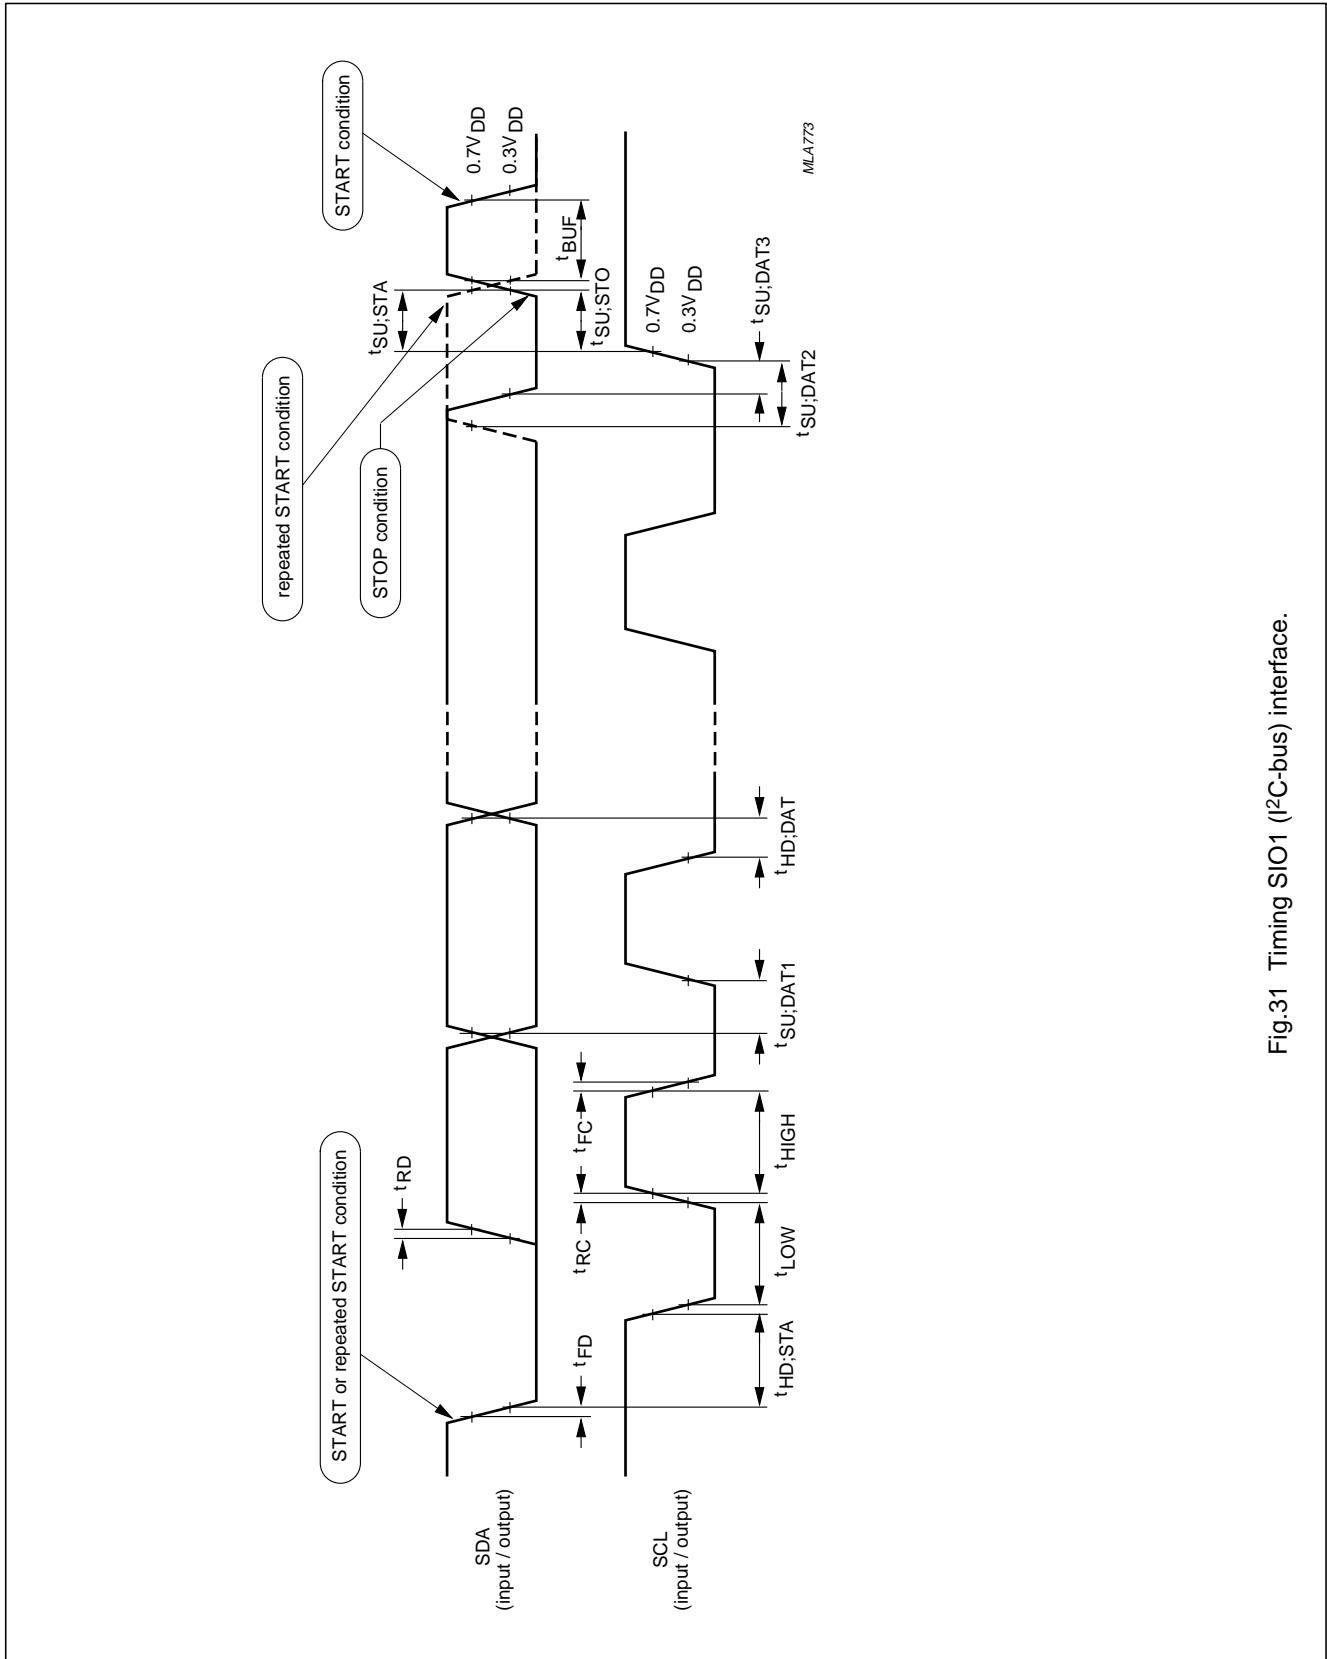 START or repeated START condition
repeated START condition
START condition
STOP condition
tRD
tSU;STA
SDA
(input / output)
0.7VDD
0.3VDD
tFD
tRC
tFC
tSU;STO
tBUF
SCL
(input / output)
0.7VDD
0.3VDD
tHD;STA
tLOW
tHIGH
tSU;DAT1
tHD;DAT
tSU;DAT2
tSU;DAT3
MLA773
Fig.31 Timing SIO1 (I²C-bus) interface.